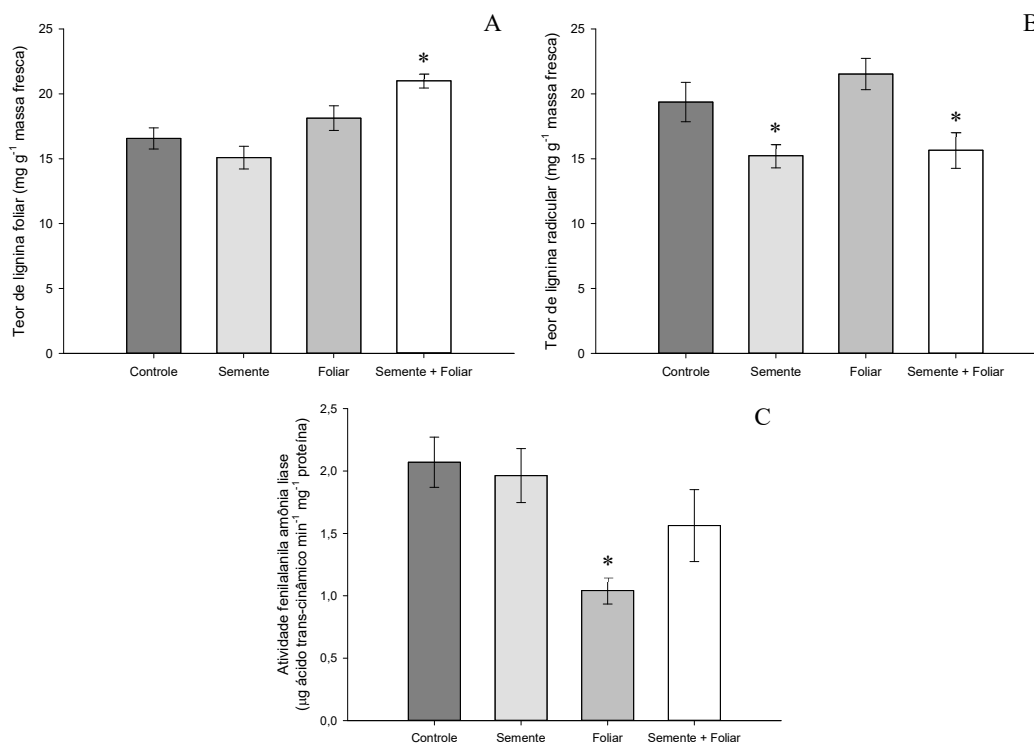 A
Teor de lignina foliar (mg g⁻¹ massa fresca)
25
20
15
10
5
0
*
Controle Semente Foliar Semente + Foliar
B
Teor de lignina radicular (mg g⁻¹ massa fresca)
25
20
15
10
5
0
*
*
Controle Semente Foliar Semente + Foliar
C
Atividade fenilalanila amônia liase
(µg ácido trans-cinâmico min⁻¹ mg⁻¹ proteína)
2,5
2,0
1,5
1,0
0,5
0,0
*
Controle Semente Foliar Semente + Foliar